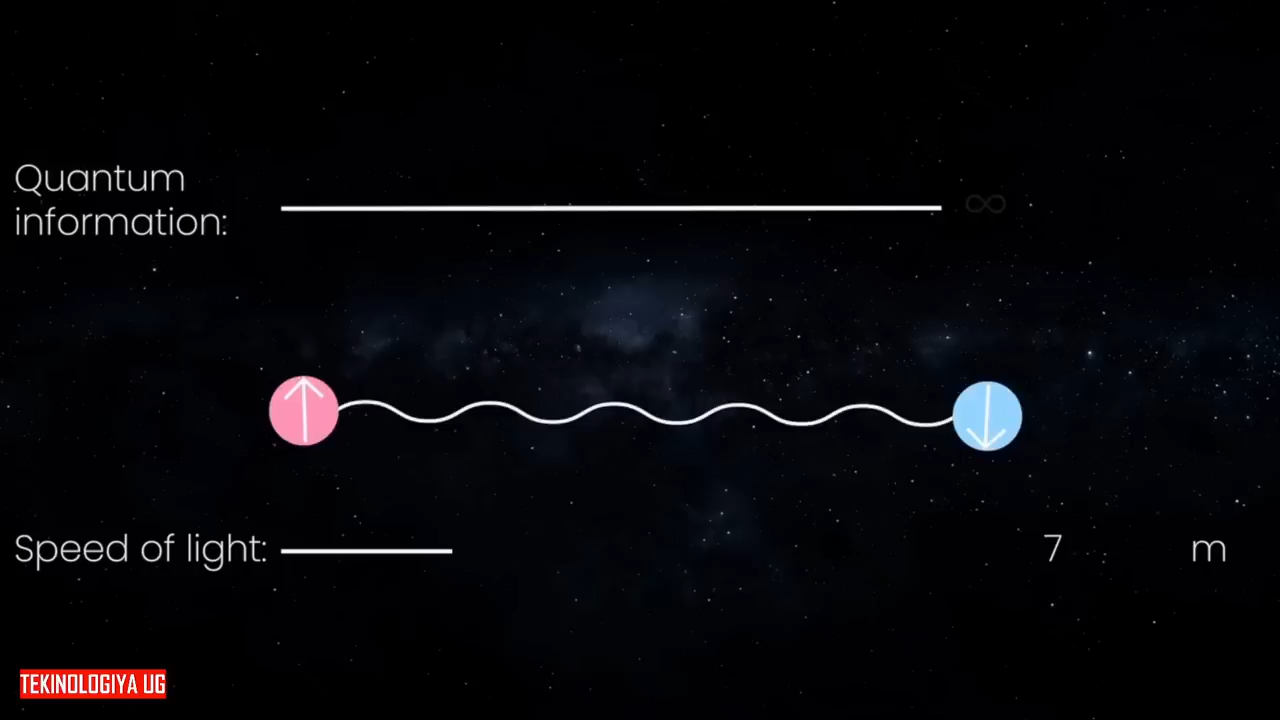 Quantum
information:
∞
Speed of light:
7 m
TEKINOLOGIYA UG